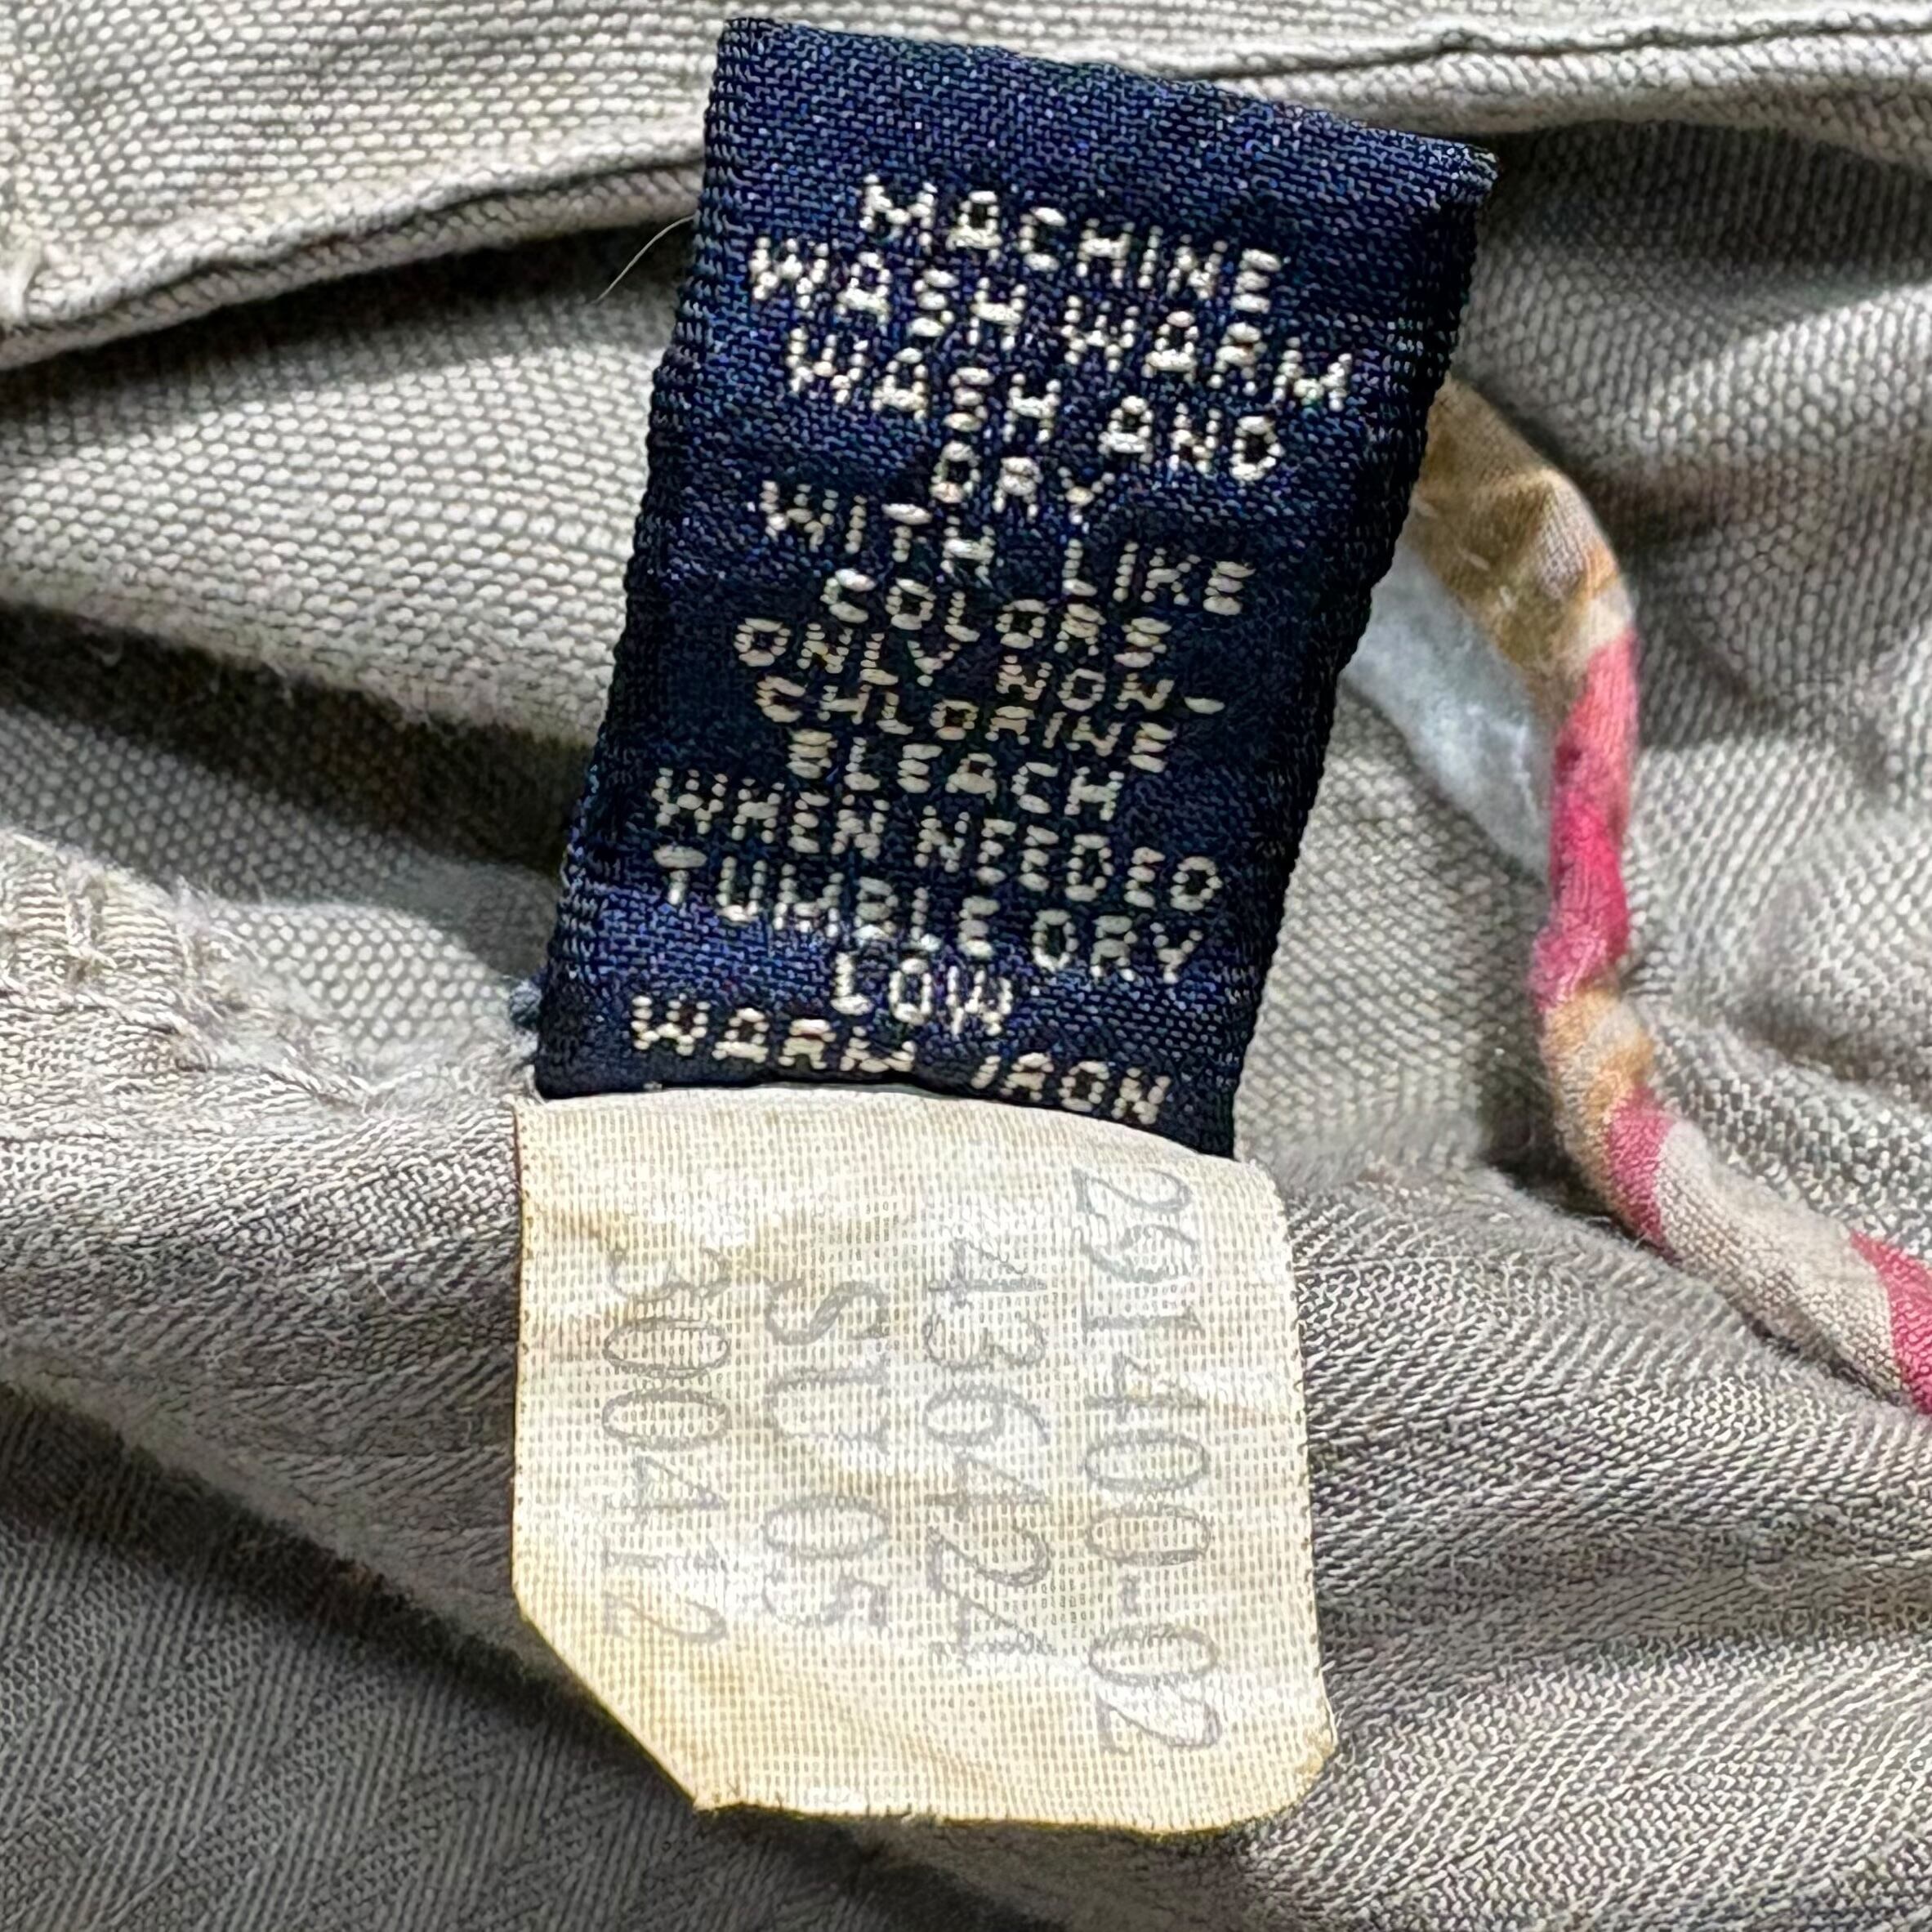 MACHINE
WASH WARM
WASH AND
DRY
WITH LIKE
COLORS
ONLY NON-
CHLORINE
BLEACH
WHEN NEEDED
TUMBLE DRY
LOW
WARM IRON
300412